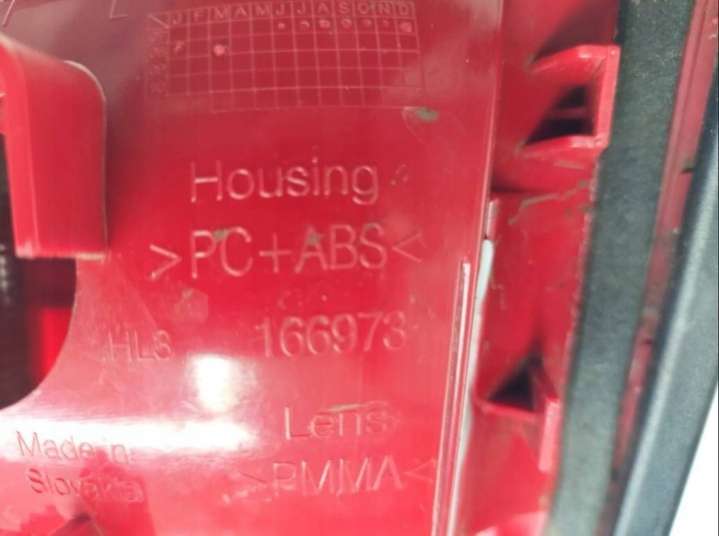 J F M A M J J A S O N D
Housing
>PC+ABS<
HLS 166973
Lens
>PMMA<
Made in
Slovakia